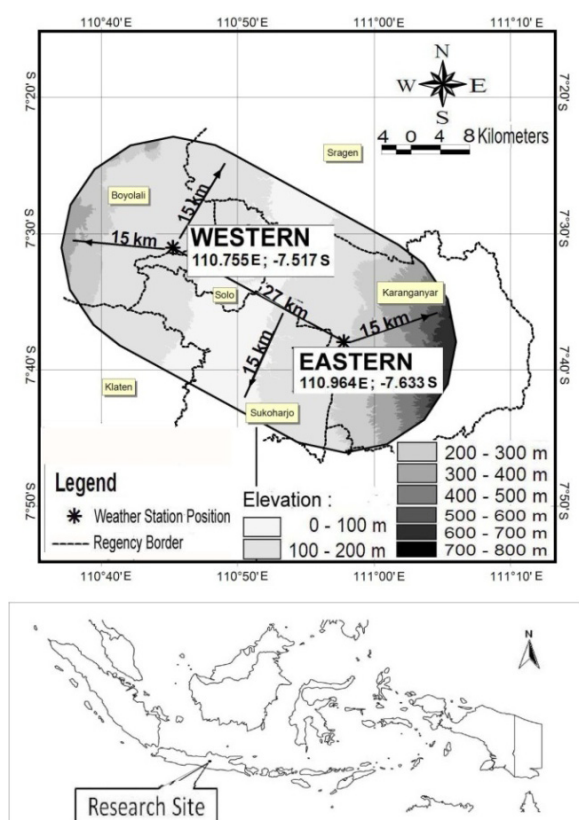 110°40' E 110°50' E 111°00' E 111°10' E
7°20' S 7°20' S
N
W E
S
4 0 4 8 Kilometers
Sragen
Boyolali
15 km
7°30' S 7°30' S
15 km
WESTERN
110.755E ; -7.517S
27 km
Solo
Karanganyar
15 km
15 km
EASTERN
110.964E ; -7.633S
7°40' S 7°40' S
Klaten
Sukoharjo
7°50' S 7°50' S
Legend
Weather Station Position
Regency Border
Elevation :
0 - 100 m
100 - 200 m
200 - 300 m
300 - 400 m
400 - 500 m
500 - 600 m
600 - 700 m
700 - 800 m
110°40' E 110°50' E 111°00' E 111°10' E
N
Research Site